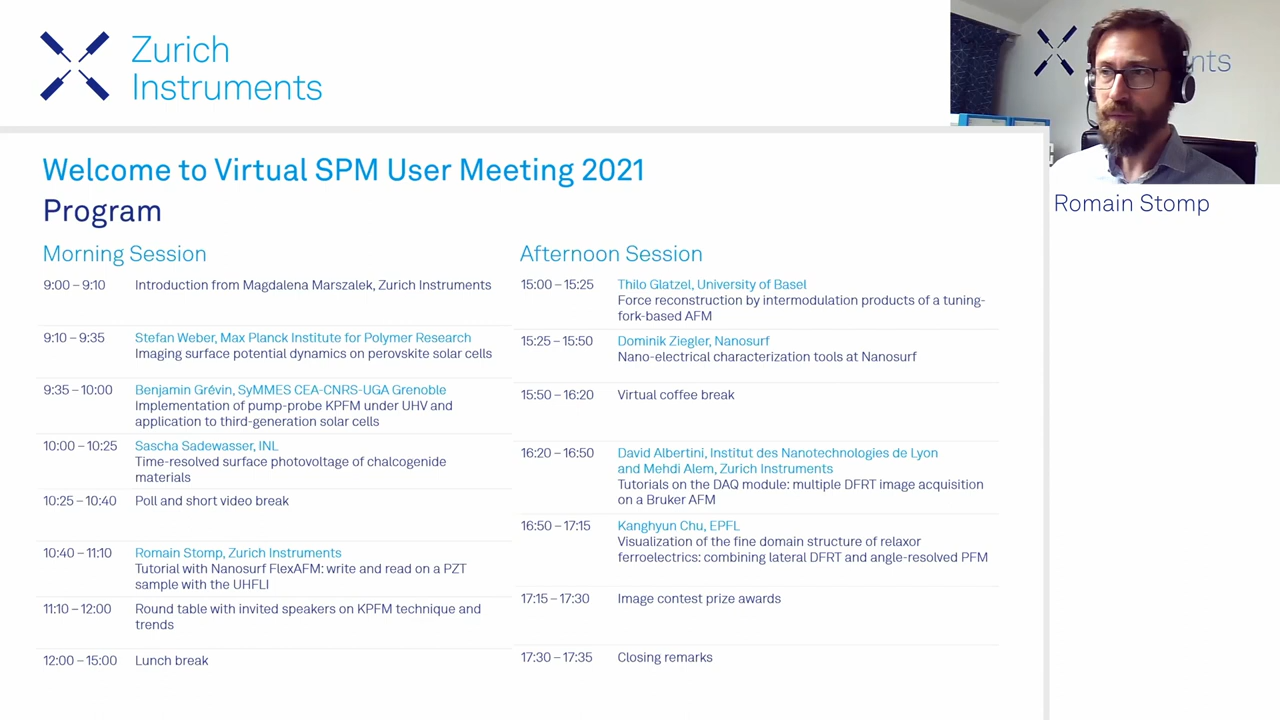 Zurich
Instruments
nts
Romain Stomp
Welcome to Virtual SPM User Meeting 2021
Program
Morning Session
9:00 – 9:10 Introduction from Magdalena Marszalek, Zurich Instruments
9:10 – 9:35 Stefan Weber, Max Planck Institute for Polymer Research
Imaging surface potential dynamics on perovskite solar cells
9:35 – 10:00 Benjamin Grévin, SyMMES CEA-CNRS-UGA Grenoble
Implementation of pump-probe KPFM under UHV and
application to third-generation solar cells
10:00 – 10:25 Sascha Sadewasser, INL
Time-resolved surface photovoltage of chalcogenide
materials
10:25 – 10:40 Poll and short video break
10:40 – 11:10 Romain Stomp, Zurich Instruments
Tutorial with Nanosurf FlexAFM: write and read on a PZT
sample with the UHFLI
11:10 – 12:00 Round table with invited speakers on KPFM technique and
trends
12:00 – 15:00 Lunch break
Afternoon Session
15:00 – 15:25 Thilo Glatzel, University of Basel
Force reconstruction by intermodulation products of a tuning-
fork-based AFM
15:25 – 15:50 Dominik Ziegler, Nanosurf
Nano-electrical characterization tools at Nanosurf
15:50 – 16:20 Virtual coffee break
16:20 – 16:50 David Albertini, Institut des Nanotechnologies de Lyon
and Mehdi Alem, Zurich Instruments
Tutorials on the DAQ module: multiple DFRT image acquisition
on a Bruker AFM
16:50 – 17:15 Kanghyun Chu, EPFL
Visualization of the fine domain structure of relaxor
ferroelectrics: combining lateral DFRT and angle-resolved PFM
17:15 – 17:30 Image contest prize awards
17:30 – 17:35 Closing remarks